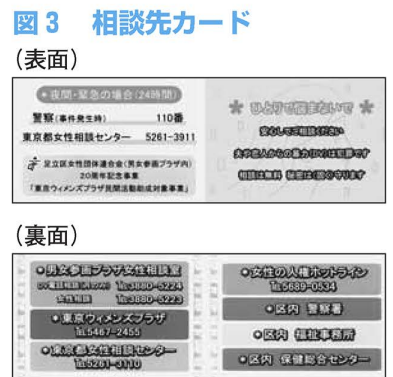 図3 相談先カード
（表面）
●夜間・緊急の場合(24時間)
警察(事件発生時) 110番
東京都女性相談センター 5261-3911
足立区女性団体連合会(男女参画プラザ内)
20周年記念事業
「東京ウィメンズプラザ民間活動助成対象事業」
★ ひとりで悩まないで ★
安心してご相談ください
夫や恋人からの暴力(DV)は犯罪です
相談は無料 秘密は(固く)守ります
（裏面）
●男女参画プラザ女性相談室
℡3880-5224
女性相談 ℡3880-5223
●東京ウィメンズプラザ
℡5467-2455
●東京都女性相談センター
℡5261-3110
●女性の人権ホットライン
℡5689-0534
●区内 警察署
●区内 福祉事務所
●区内 保健総合センター